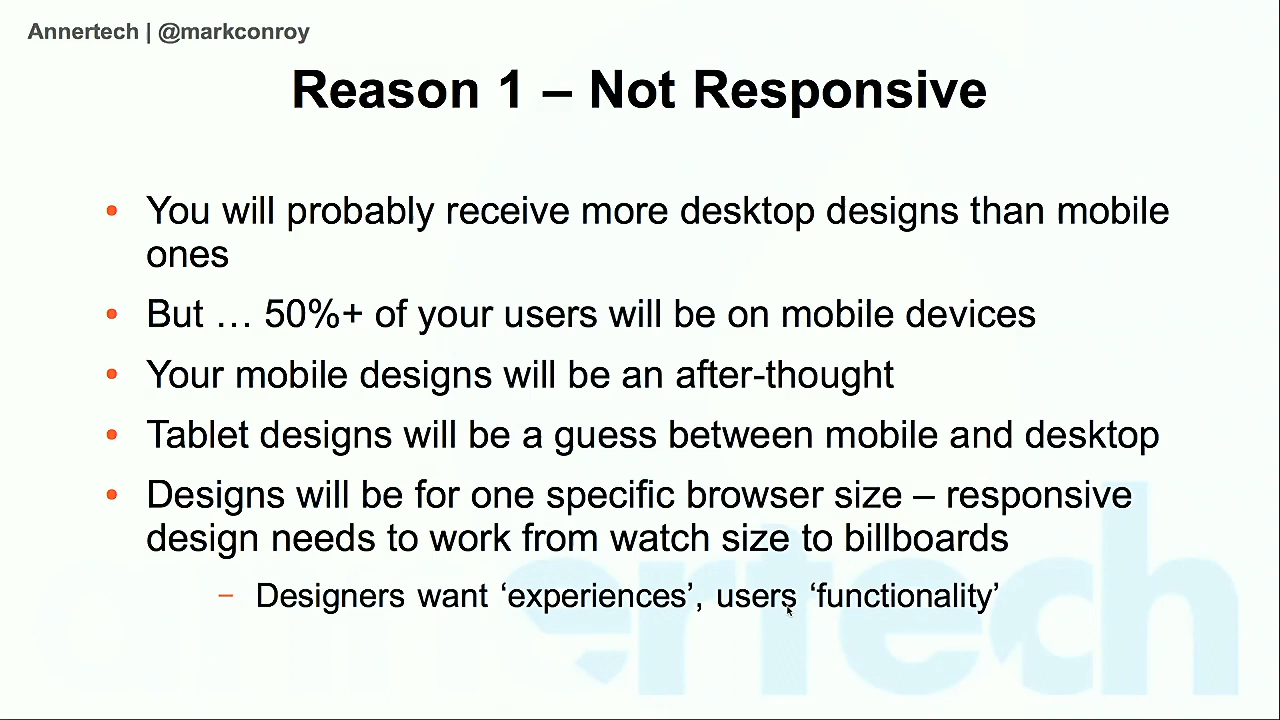 Annertech | @markconroy
Reason 1 – Not Responsive
• You will probably receive more desktop designs than mobile
ones
• But … 50%+ of your users will be on mobile devices
• Your mobile designs will be an after-thought
• Tablet designs will be a guess between mobile and desktop
• Designs will be for one specific browser size – responsive
design needs to work from watch size to billboards
– Designers want ‘experiences’, users ‘functionality’
annertech